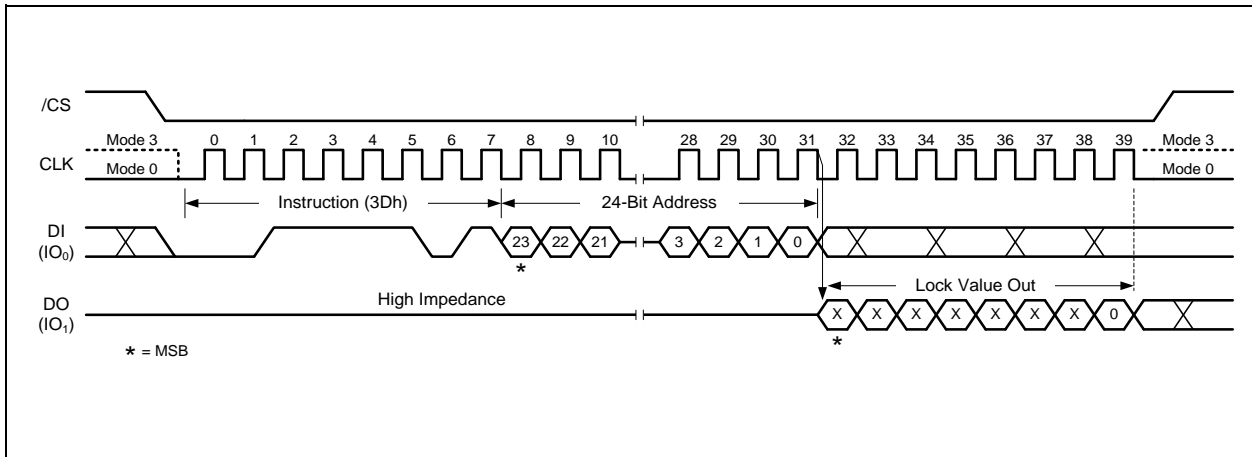 /CS
Mode 3 0 1 2 3 4 5 6 7 8 9 10 28 29 30 31 32 33 34 35 36 37 38 39 Mode 3
CLK Mode 0 Mode 0
Instruction (3Dh) 24-Bit Address
DI
(IO₀)
23 22 21 3 2 1 0
*
Lock Value Out
High Impedance
DO
(IO₁)
X X X X X X X 0
*
* = MSB